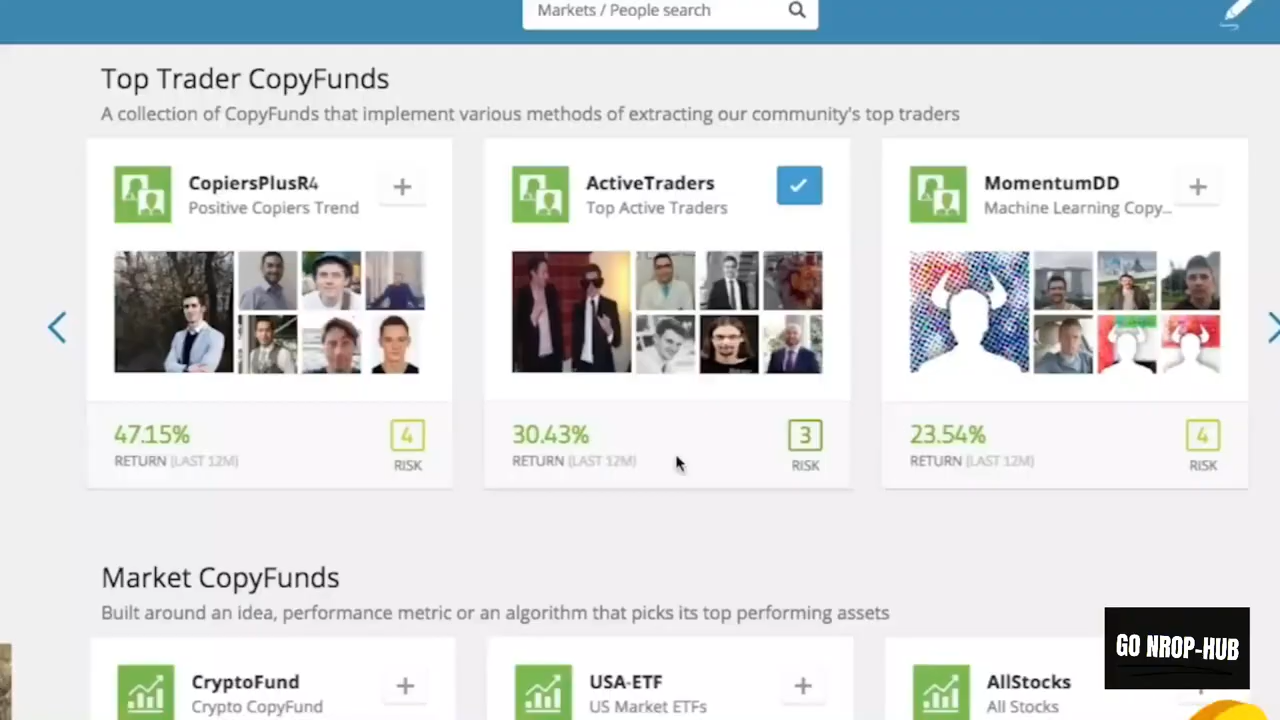 Markets / People search
Top Trader CopyFunds
A collection of CopyFunds that implement various methods of extracting our community's top traders
CopiersPlusR4
Positive Copiers Trend
47.15%
RETURN (LAST 12M)
4
RISK
ActiveTraders
Top Active Traders
30.43%
RETURN (LAST 12M)
3
RISK
MomentumDD
Machine Learning Copy...
23.54%
RETURN (LAST 12M)
4
RISK
Market CopyFunds
Built around an idea, performance metric or an algorithm that picks its top performing assets
CryptoFund
Crypto CopyFund
USA-ETF
US Market ETFs
AllStocks
All Stocks
GO NROP-HUB